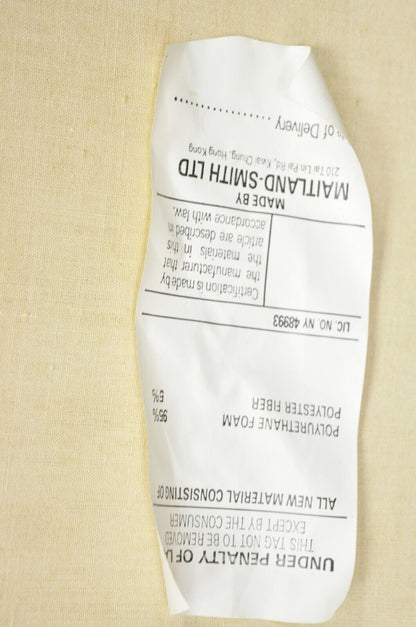 UNDER PENALTY OF LA
THIS TAG NOT TO BE REMOVED
EXCEPT BY THE CONSUMER
ALL NEW MATERIAL CONSISTING OF
POLYURETHANE FOAM 95%
POLYESTER FIBER 5%
LIC. NO. NY 48993
Certification is made by
the manufacturer that
the materials in this
article are described in
accordance with law.
MADE BY
MAITLAND-SMITH LTD
210 Tai Lin Pai Rd, Kwai Chung, Hong Kong
te of Delivery